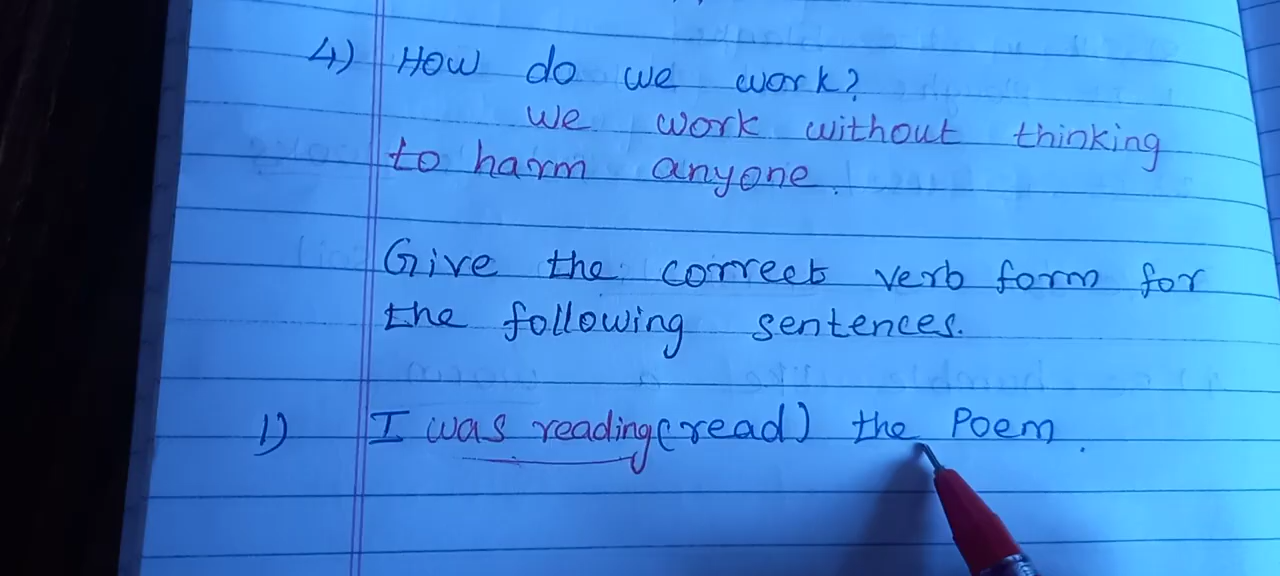 4) How do we work?
we work without thinking
to harm anyone.
Give the correct verb form for
the following sentences.
1) I was reading (read) the Poem.